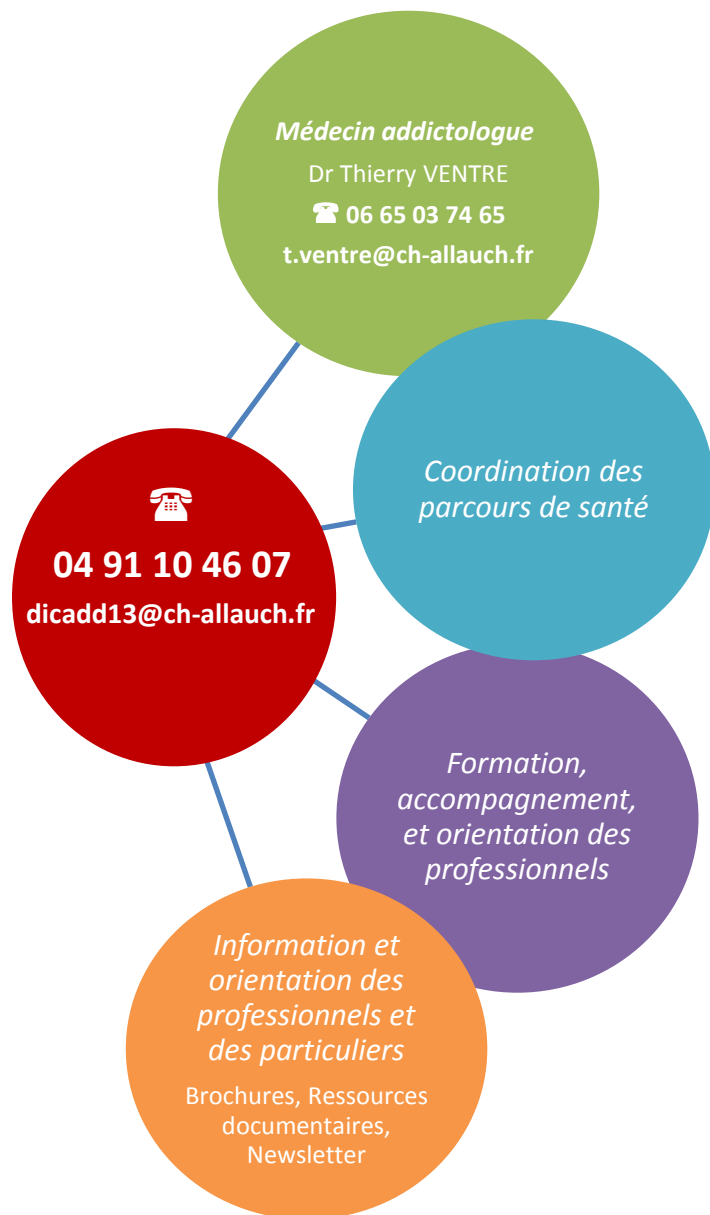 Médecin addictologue
Dr Thierry VENTRE
☎ 06 65 03 74 65
t.ventre@ch-allauch.fr
Coordination des
parcours de santé
☎
04 91 10 46 07
dicadd13@ch-allauch.fr
Formation,
accompagnement,
et orientation des
professionnels
Information et
orientation des
professionnels et
des particuliers
Brochures, Ressources
documentaires,
Newsletter